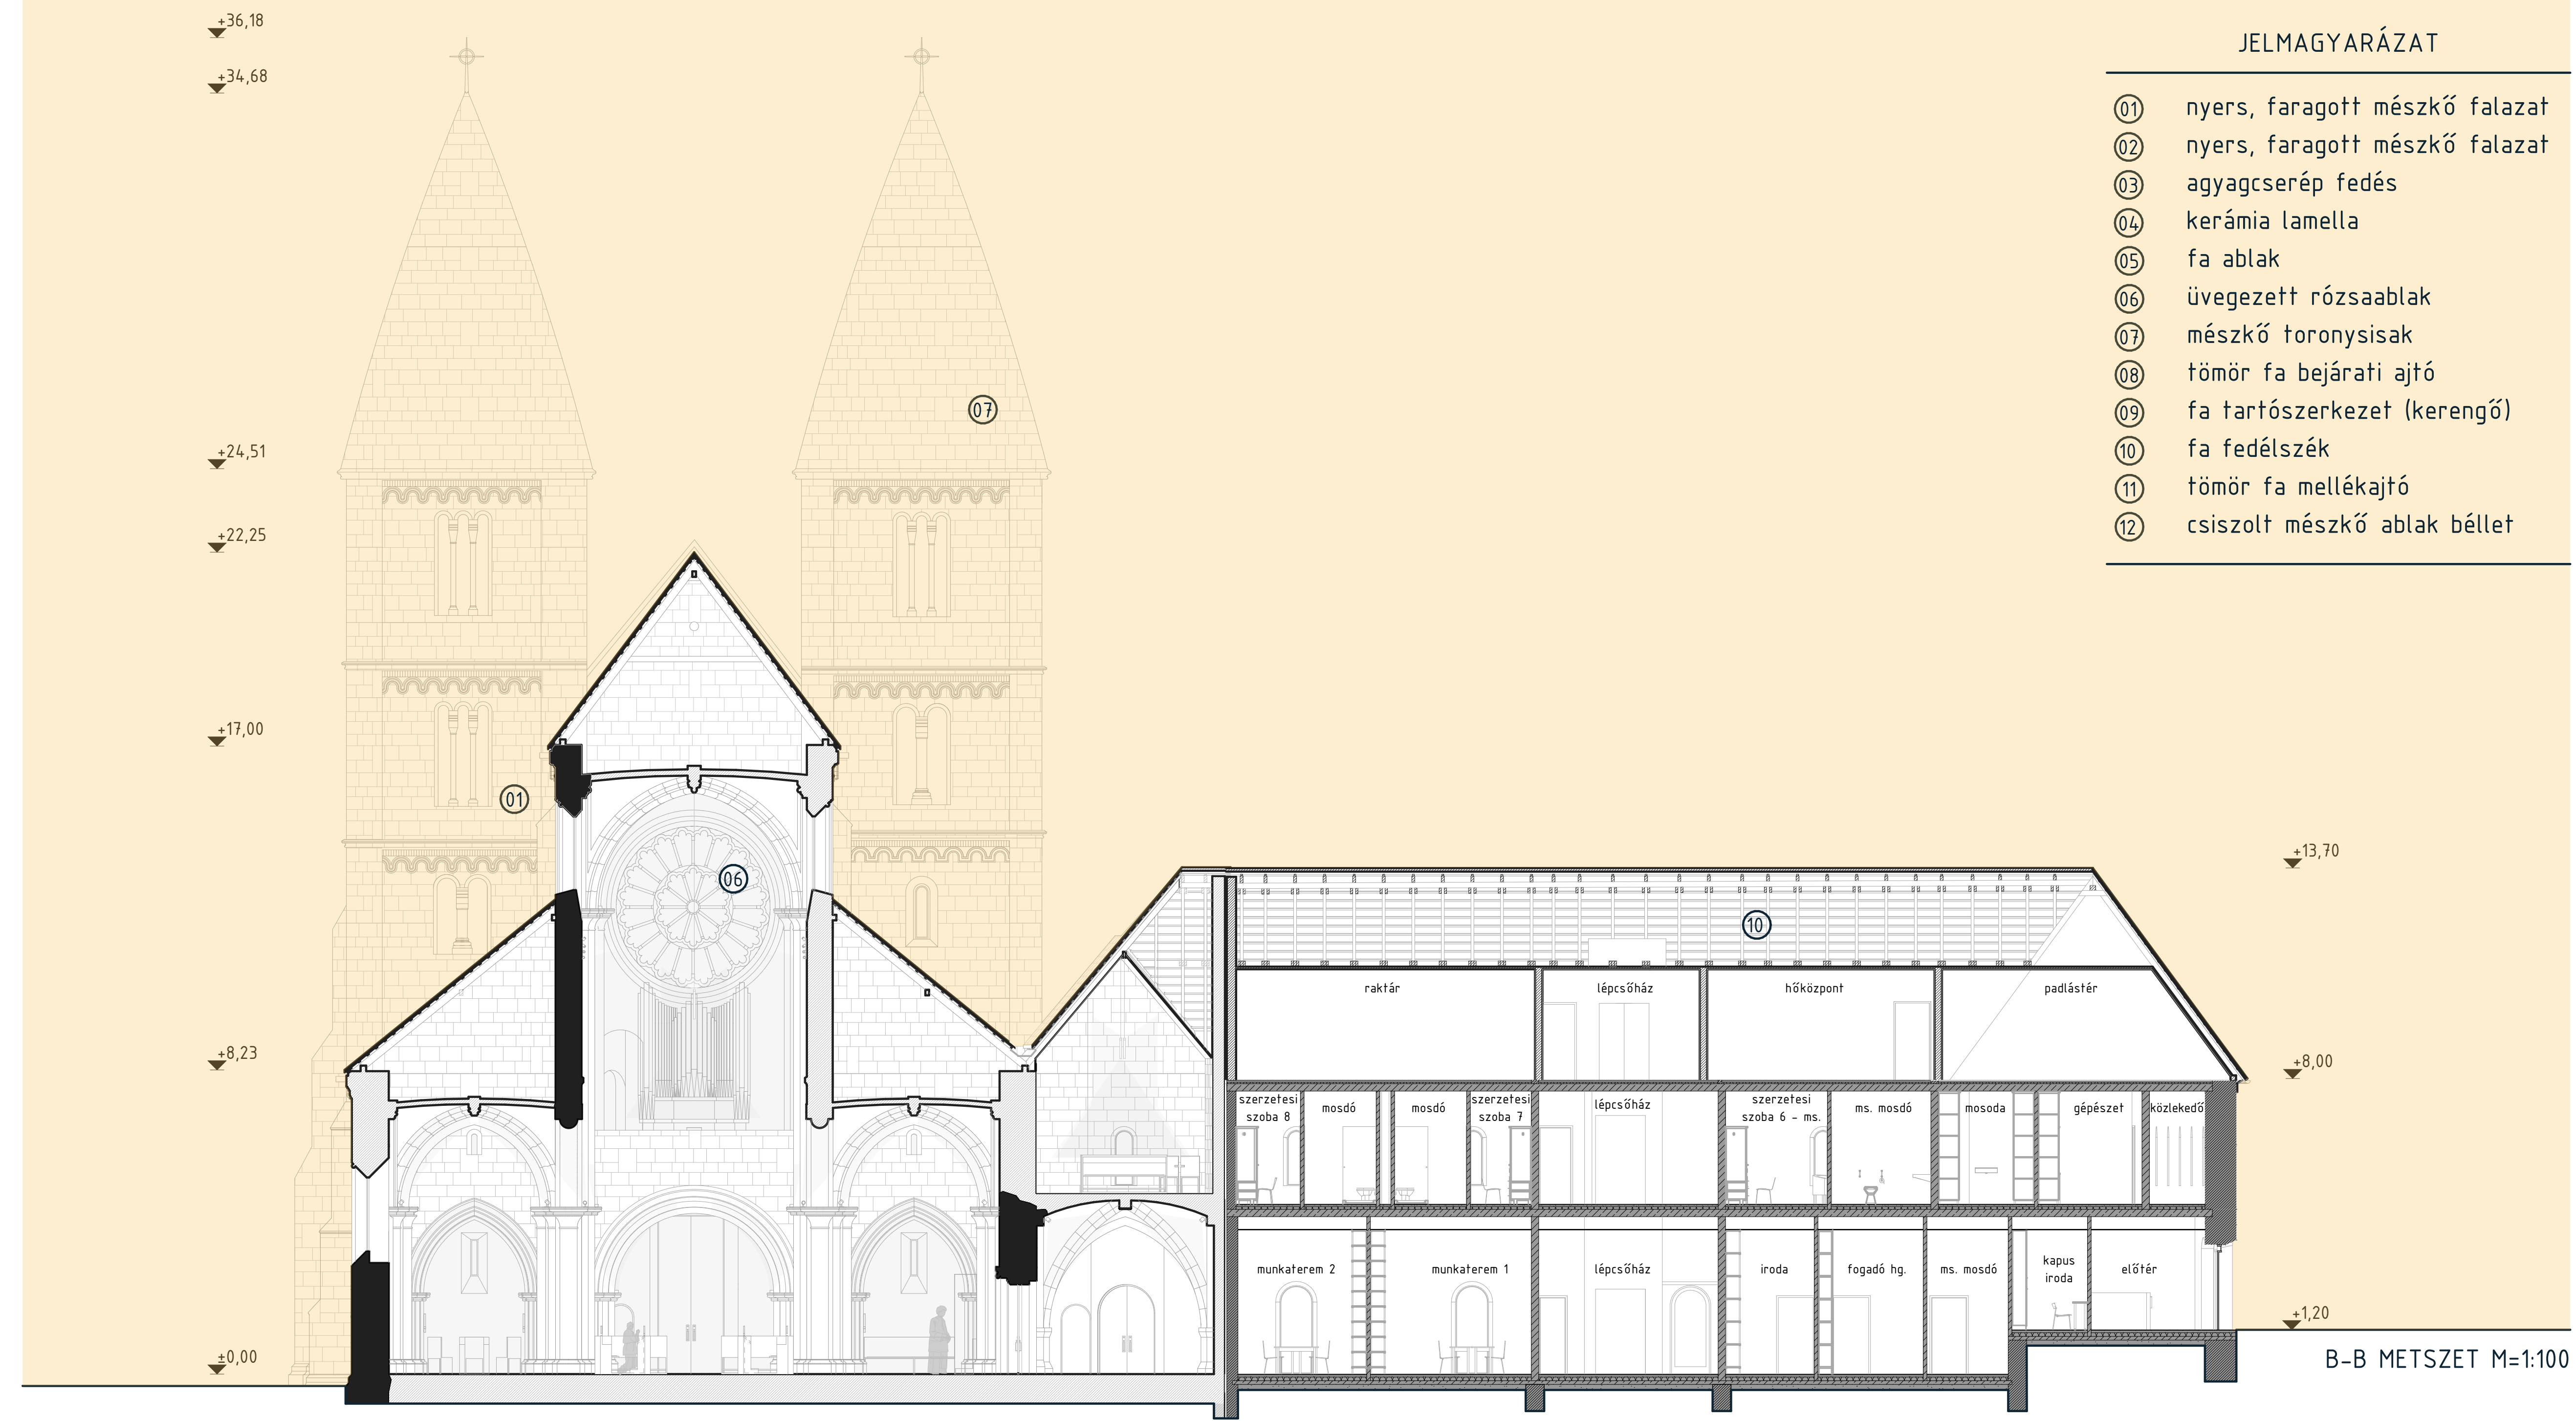 +36,18
+34,68
+24,51
+22,25
+17,00
+8,23
±0,00
JELMAGYARÁZAT
01 nyers, faragott mészkő falazat
02 nyers, faragott mészkő falazat
03 agyagcserép fedés
04 kerámia lamella
05 fa ablak
06 üvegezett rózsaablak
07 mészkő toronysisak
08 tömör fa bejárati ajtó
09 fa tartószerkezet (kerengő)
10 fa fedélszék
11 tömör fa mellékajtó
12 csiszolt mészkő ablak béllet
07
01
06
10
+13,70
+8,00
+1,20
raktár
lépcsőház
hőközpont
padlástér
szerzetesi
szoba 8
mosdó
mosdó
szerzetesi
szoba 7
lépcsőház
szerzetesi
szoba 6 - ms.
ms. mosdó
mosoda
gépészet
közlekedő
munkaterem 2
munkaterem 1
lépcsőház
iroda
fogadó hg.
ms. mosdó
kapus
iroda
előtér
B-B METSZET M=1:100